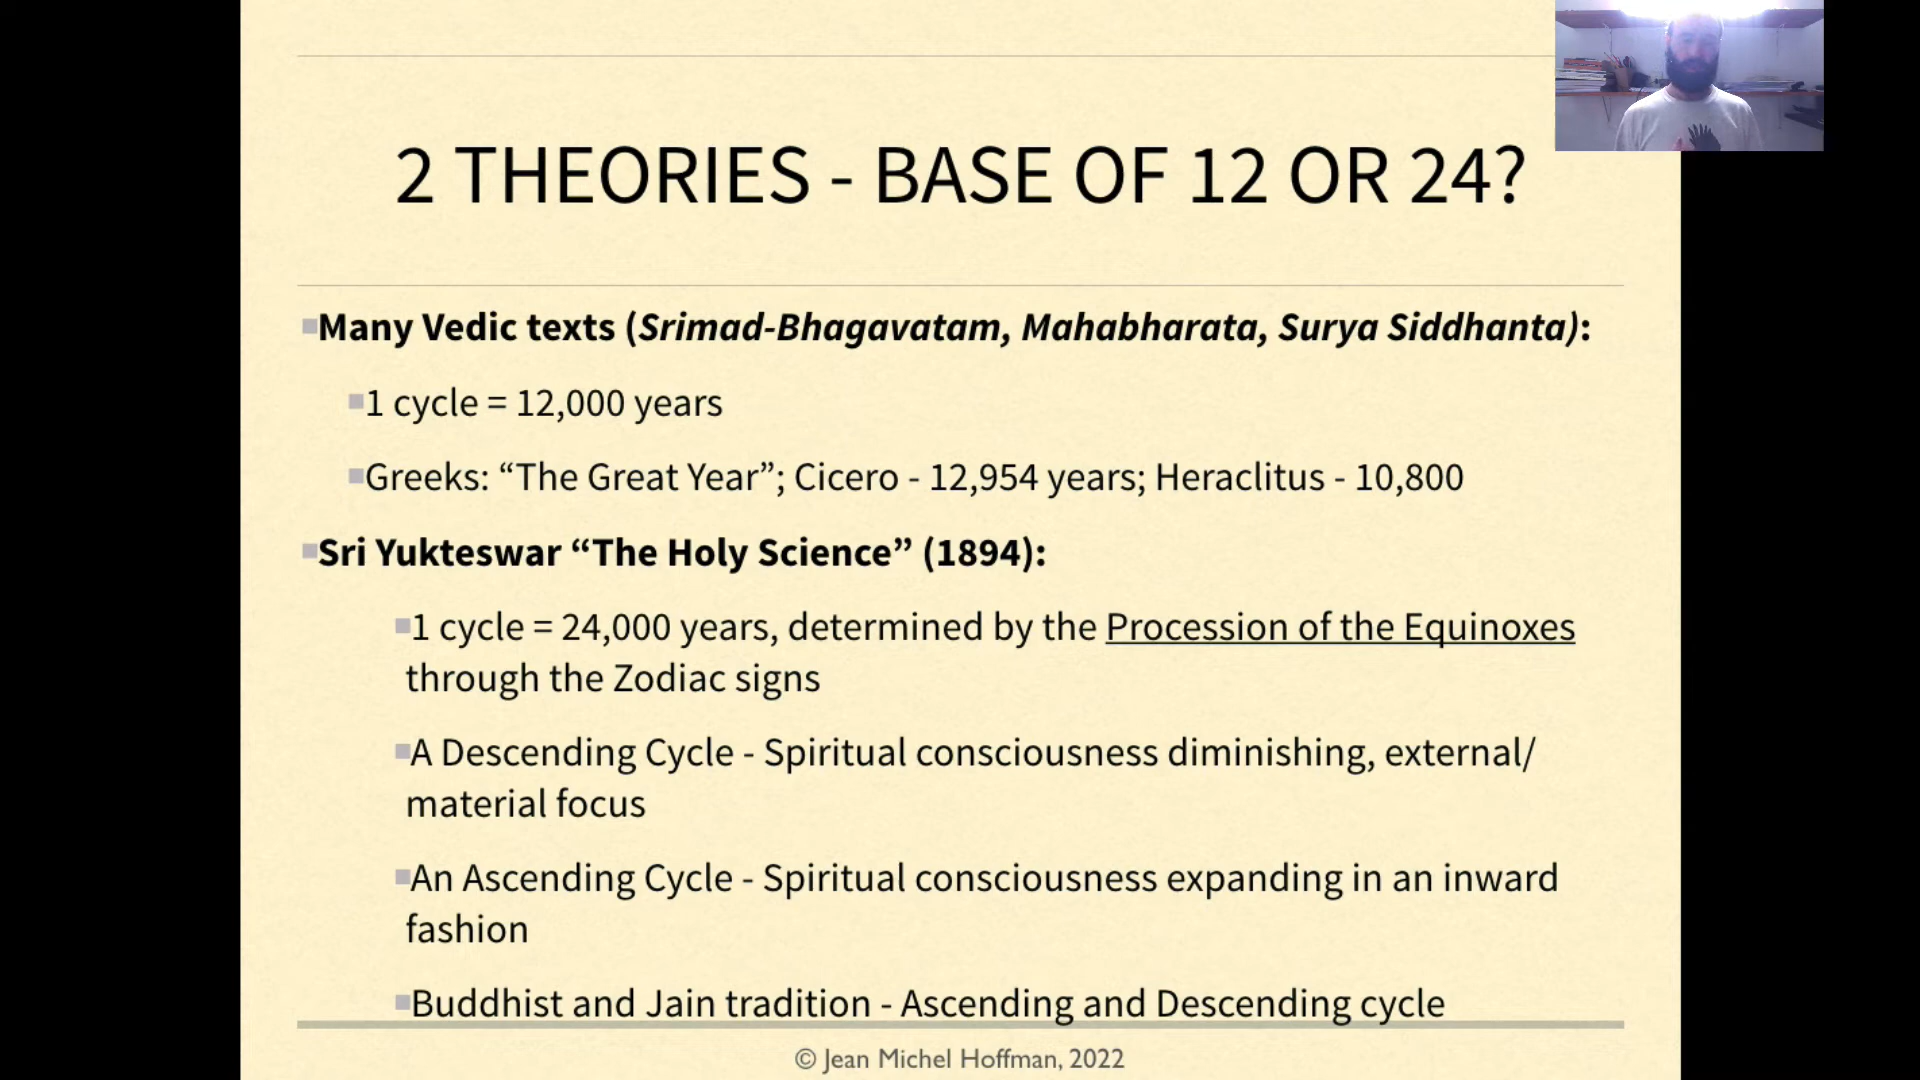 2 THEORIES - BASE OF 12 OR 24?
Many Vedic texts (Srimad-Bhagavatam, Mahabharata, Surya Siddhanta):
1 cycle = 12,000 years
Greeks: “The Great Year”; Cicero - 12,954 years; Heraclitus - 10,800
Sri Yukteswar “The Holy Science” (1894):
1 cycle = 24,000 years, determined by the Procession of the Equinoxes
through the Zodiac signs
A Descending Cycle - Spiritual consciousness diminishing, external/
material focus
An Ascending Cycle - Spiritual consciousness expanding in an inward
fashion
Buddhist and Jain tradition - Ascending and Descending cycle
© Jean Michel Hoffman, 2022